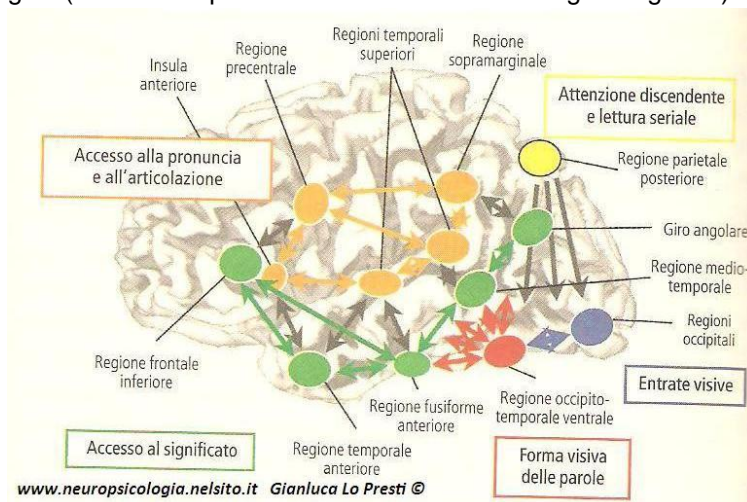 Insula
anteriore
Regione
precentrale
Regioni temporali
superiori
Regione
sopramarginale
Attenzione discendente
e lettura seriale
Accesso alla pronuncia
e all'articolazione
Regione parietale
posteriore
Giro angolare
Regione medio-
temporale
Regioni
occipitali
Entrate visive
Regione frontale
inferiore
Regione fusiforme
anteriore
Regione occipito-
temporale ventrale
Accesso al significato
Regione temporale
anteriore
Forma visiva
delle parole
www.neuropsicologia.nelsito.it Gianluca Lo Presti ©